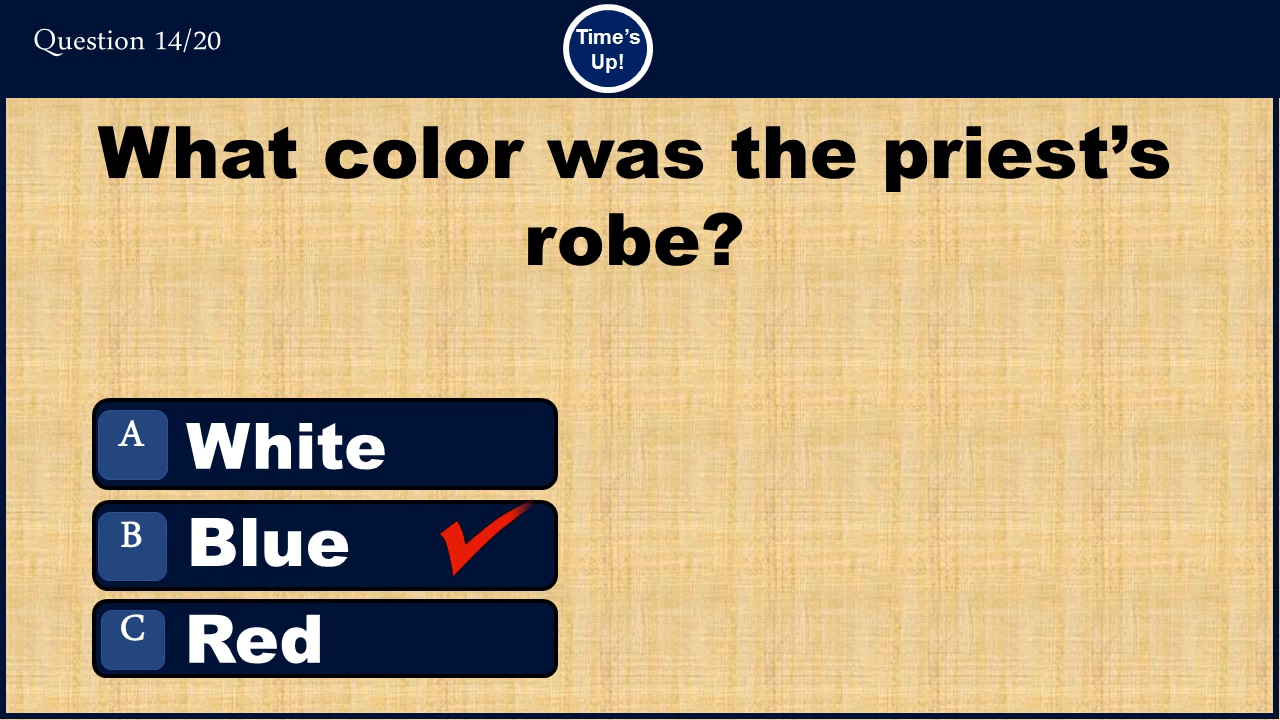 Question 14/20
Time's
Up!
What color was the priest’s
robe?
A White
B Blue
C Red